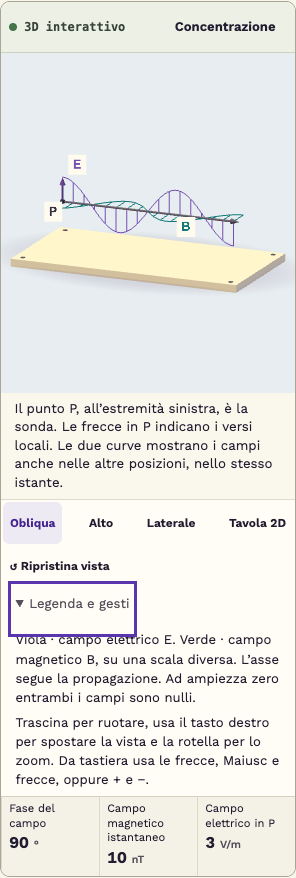 3D interattivo
Concentrazione
E
P
B
Il punto P, all’estremità sinistra, è la
sonda. Le frecce in P indicano i versi
locali. Le due curve mostrano i campi
anche nelle altre posizioni, nello stesso
istante.
Obliqua
Alto
Laterale
Tavola 2D
↺ Ripristina vista
▼ Legenda e gesti
Viola · campo elettrico E. Verde · campo
magnetico B, su una scala diversa. L’asse
segue la propagazione. Ad ampiezza zero
entrambi i campi sono nulli.
Trascina per ruotare, usa il tasto destro
per spostare la vista e la rotella per lo
zoom. Da tastiera usa le frecce, Maiusc e
frecce, oppure + e −.
Fase del
campo
90 °
Campo
magnetico
istantaneo
10 nT
Campo
elettrico in P
3 V/m